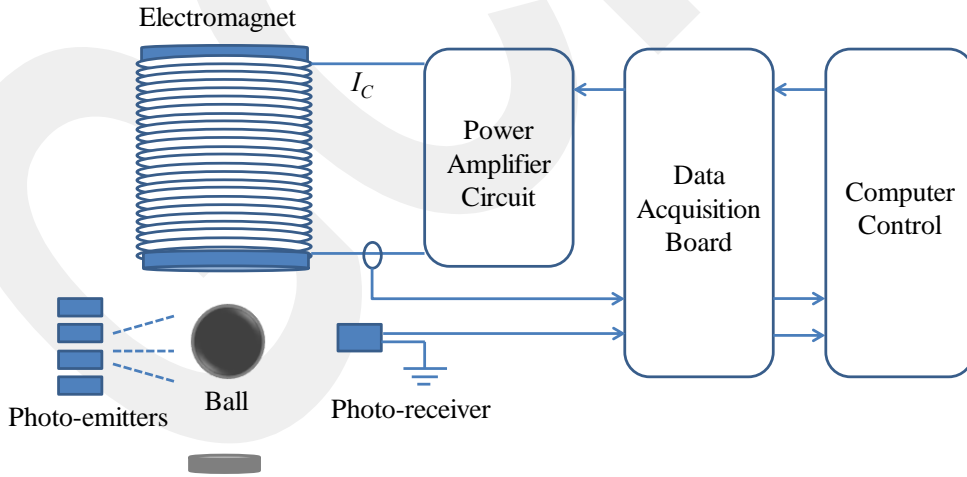 Electromagnet
I_C
Power
Amplifier
Circuit
Data
Acquisition
Board
Computer
Control
Photo-emitters
Ball
Photo-receiver